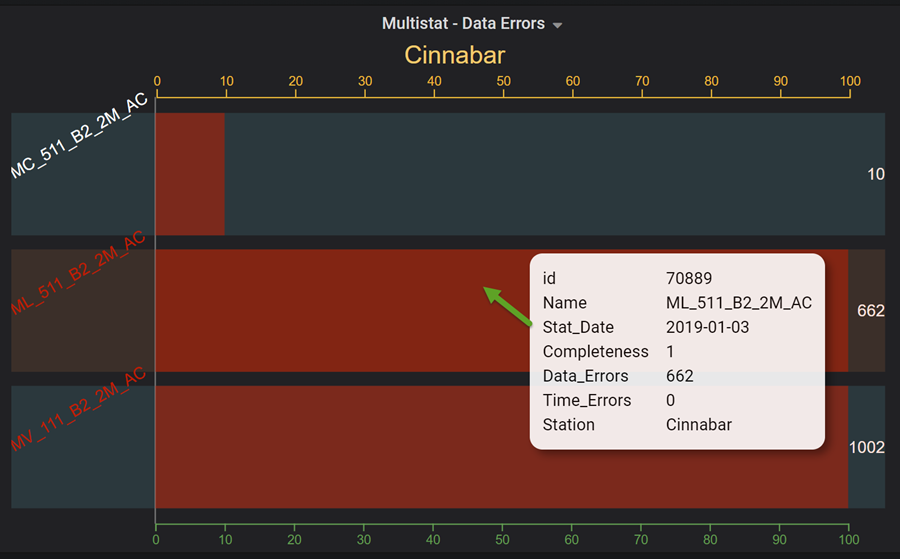 Multistat - Data Errors
Cinnabar
0 10 20 30 40 50 60 70 80 90 100
MC_511_B2_2M_AC
10
ML_511_B2_2M_AC
662
id 70889
Name ML_511_B2_2M_AC
Stat_Date 2019-01-03
Completeness 1
Data_Errors 662
Time_Errors 0
Station Cinnabar
MV_111_B2_2M_AC
1002
0 10 20 30 40 50 60 70 80 90 100